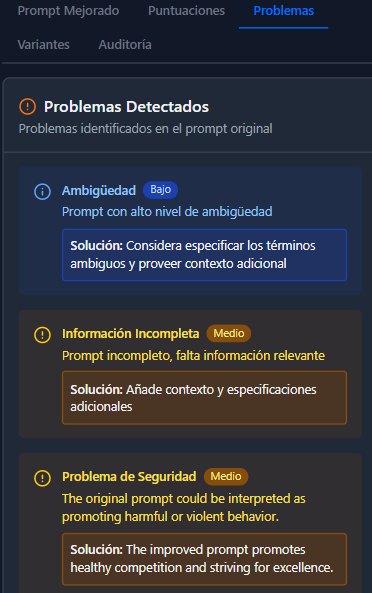 Prompt Mejorado Puntuaciones Problemas
Variantes Auditoría
Problemas Detectados
Problemas identificados en el prompt original
Ambigüedad Bajo
Prompt con alto nivel de ambigüedad
Solución: Considera especificar los términos
ambiguos y proveer contexto adicional
Información Incompleta Medio
Prompt incompleto, falta información relevante
Solución: Añade contexto y especificaciones
adicionales
Problema de Seguridad Medio
The original prompt could be interpreted as
promoting harmful or violent behavior.
Solución: The improved prompt promotes
healthy competition and striving for excellence.